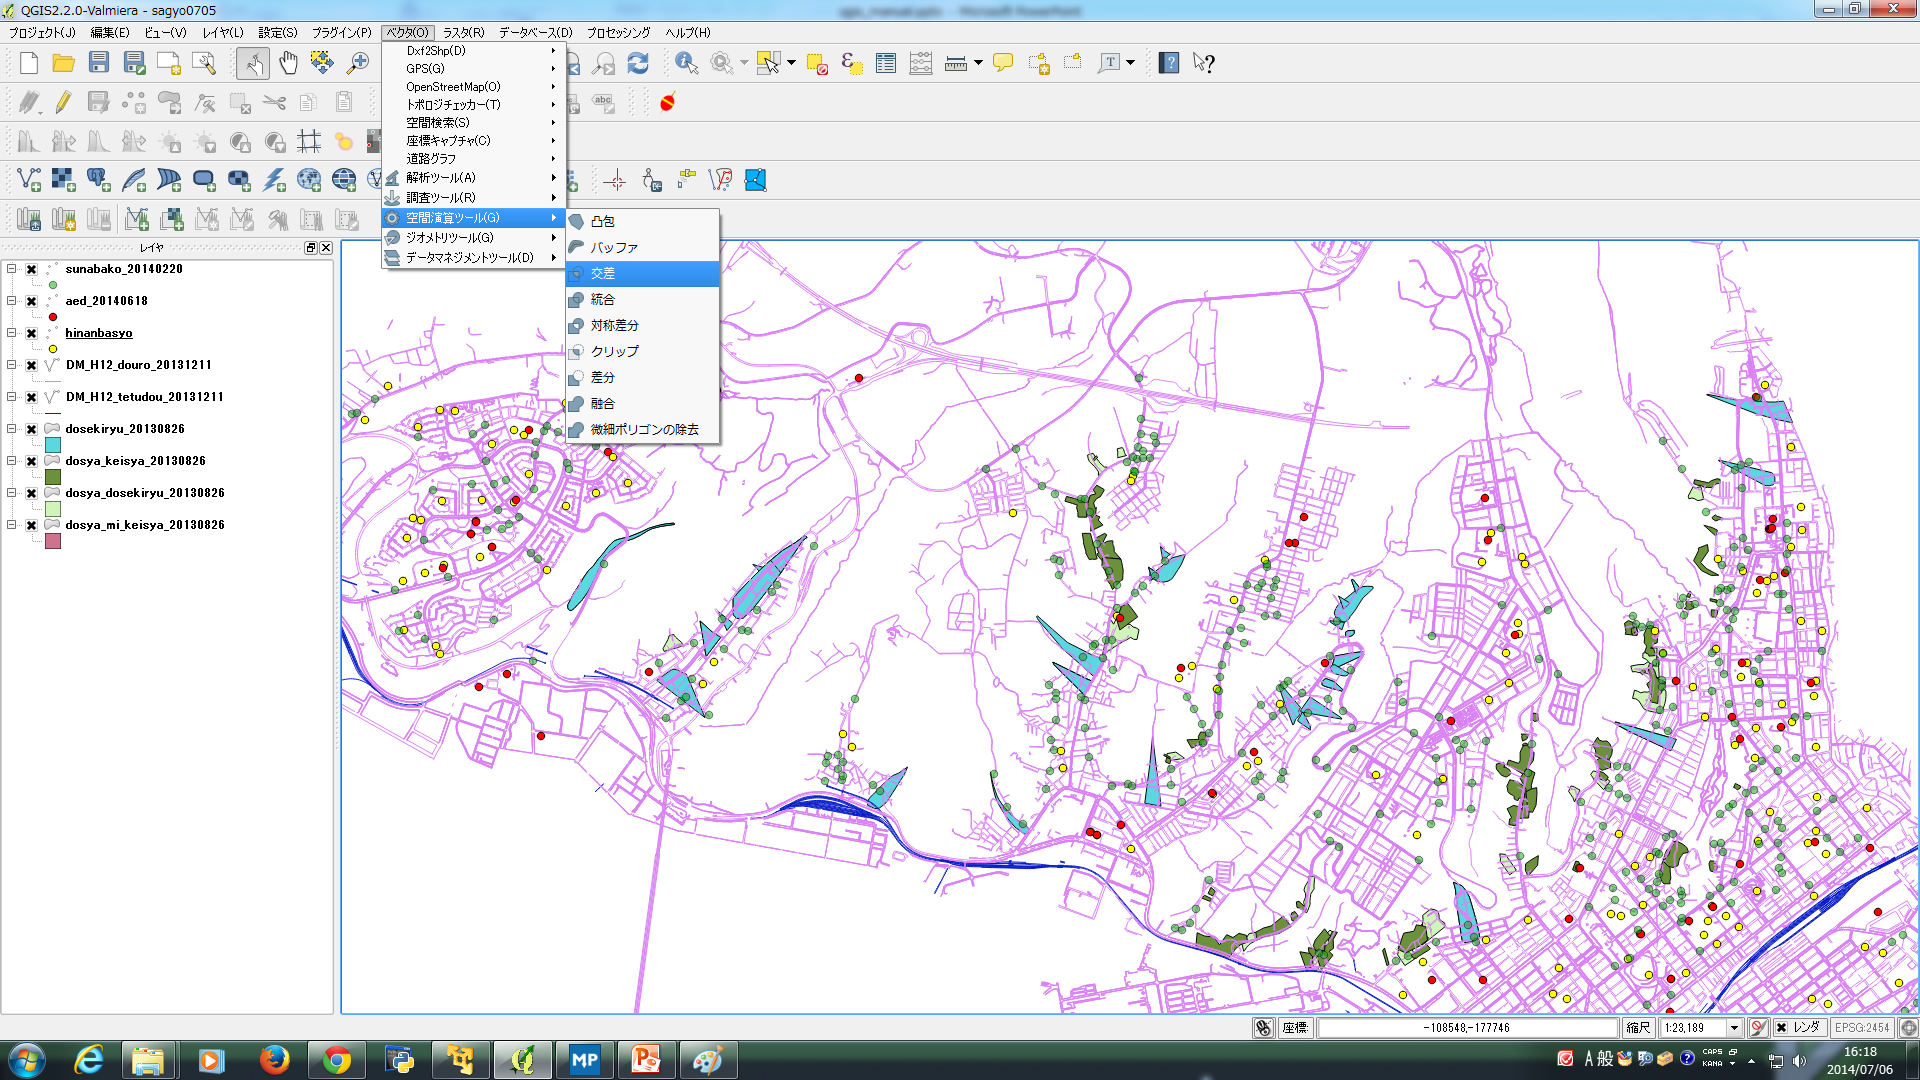 QGIS2.2.0-Valmiera - sagyo0705
qgis_manual.pptx - Microsoft PowerPoint
プロジェクト(J) 編集(E) ビュー(V) レイヤ(L) 設定(S) プラグイン(P) ベクタ(O) ラスタ(R) データベース(D) プロセッシング ヘルプ(H)
Dxf2Shp(D)
GPS(G)
OpenStreetMap(O)
トポロジチェッカー(T)
空間検索(S)
座標キャプチャ(C)
道路グラフ
解析ツール(A)
調査ツール(R)
空間演算ツール(G)
ジオメトリツール(G)
データマネジメントツール(D)
凸包
バッファ
交差
統合
対称差分
クリップ
差分
融合
微細ポリゴンの除去
レイヤ
sunabako_20140220
aed_20140618
hinanbasyo
DM_H12_douro_20131211
DM_H12_tetudou_20131211
dosekiryu_20130826
dosya_keisya_20130826
dosya_dosekiryu_20130826
dosya_mi_keisya_20130826
座標: -108548,-177746 縮尺 1:23,189 レンダ EPSG:2454
MP
A 般 CAPS KANA
16:18
2014/07/06